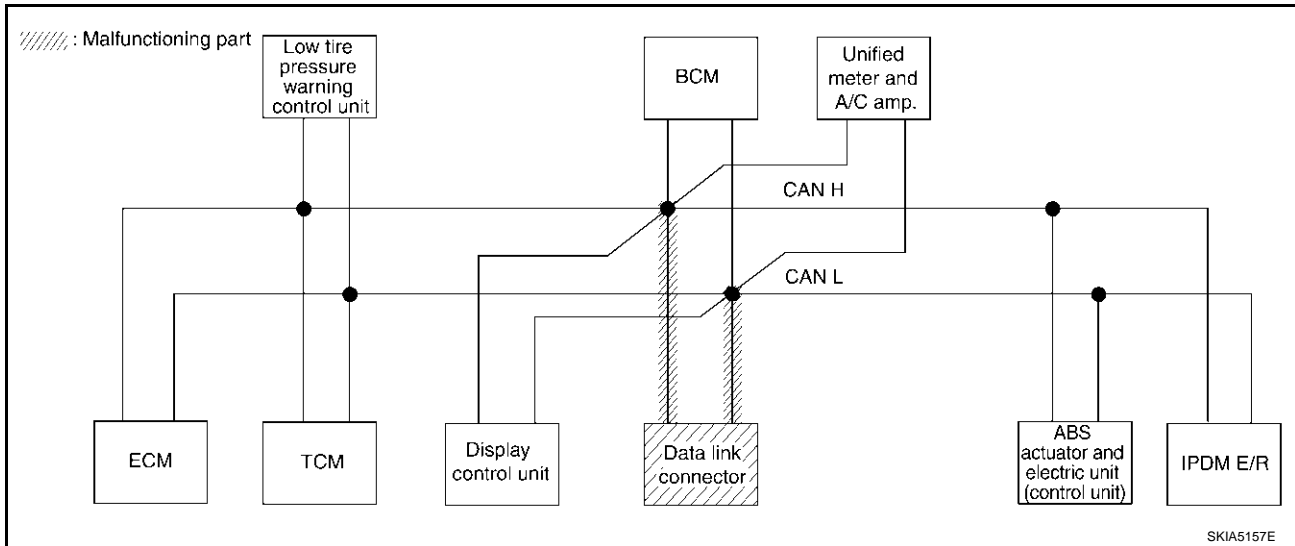 : Malfunctioning part
Low tire
pressure
warning
control unit
BCM
Unified
meter and
A/C amp.
CAN H
CAN L
ECM
TCM
Display
control unit
Data link
connector
ABS
actuator and
electric unit
(control unit)
IPDM E/R
SKIA5157E